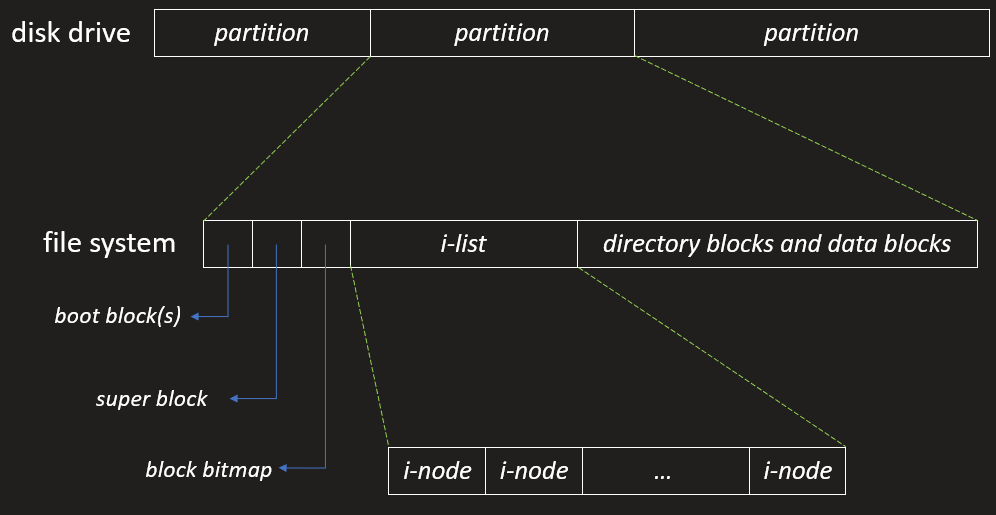 disk drive
partition
partition
partition
file system
i-list
directory blocks and data blocks
boot block(s)
super block
block bitmap
i-node
i-node
...
i-node